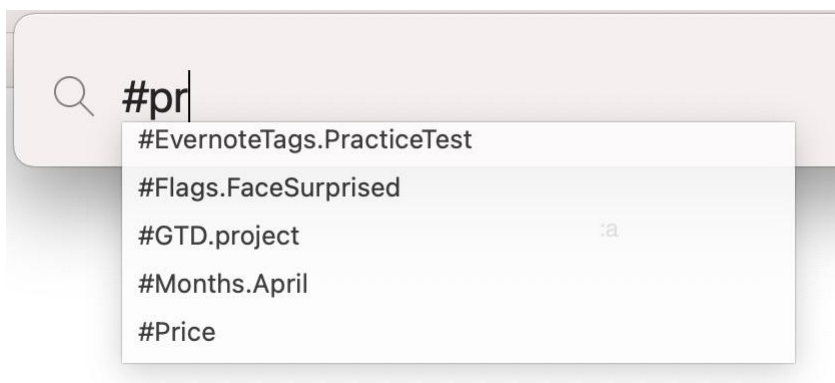 #pr
#EvernoteTags.PracticeTest
#Flags.FaceSurprised
#GTD.project
:a
#Months.April
#Price